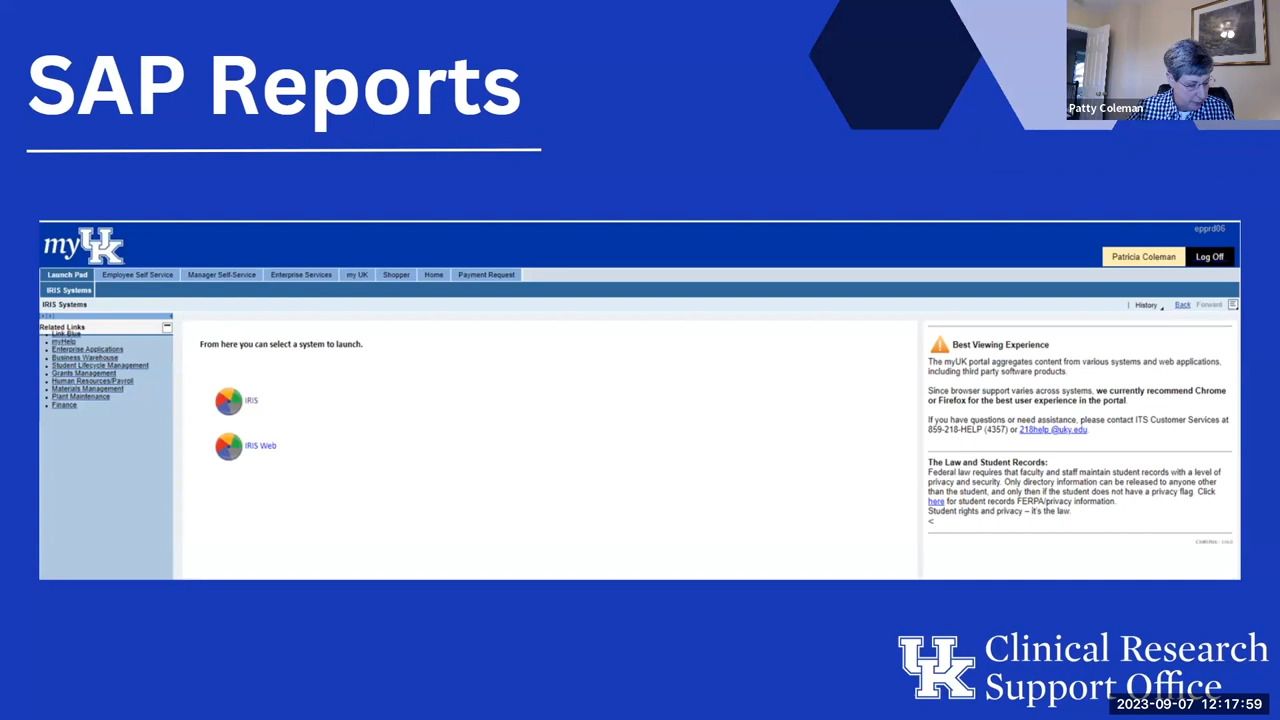 SAP Reports
Patty Coleman
epprd06
myUK
Patricia Coleman
Log Off
Launch Pad
Employee Self Service
Manager Self-Service
Enterprise Services
my UK
Shopper
Home
Payment Request
IRIS Systems
IRIS Systems
History
Back
Forward
Related Links
Link Blue
myHelp
Enterprise Applications
Business Warehouse
Student Lifecycle Management
Grants Management
Human Resources/Payroll
Materials Management
Plant Maintenance
Finance
From here you can select a system to launch.
IRIS
IRIS Web
Best Viewing Experience
The myUK portal aggregates content from various systems and web applications,
including third party software products.
Since browser support varies across systems, we currently recommend Chrome
or Firefox for the best user experience in the portal.
If you have questions or need assistance, please contact ITS Customer Services at
859-218-HELP (4357) or 218help @uky.edu.
The Law and Student Records:
Federal law requires that faculty and staff maintain student records with a level of
privacy and security. Only directory information can be released to anyone other
than the student, and only then if the student does not have a privacy flag. Click
here for student records FERPA/privacy information.
Student rights and privacy – it's the law.
<
UK
Clinical Research
Support Office
2023-09-07 12:17:59